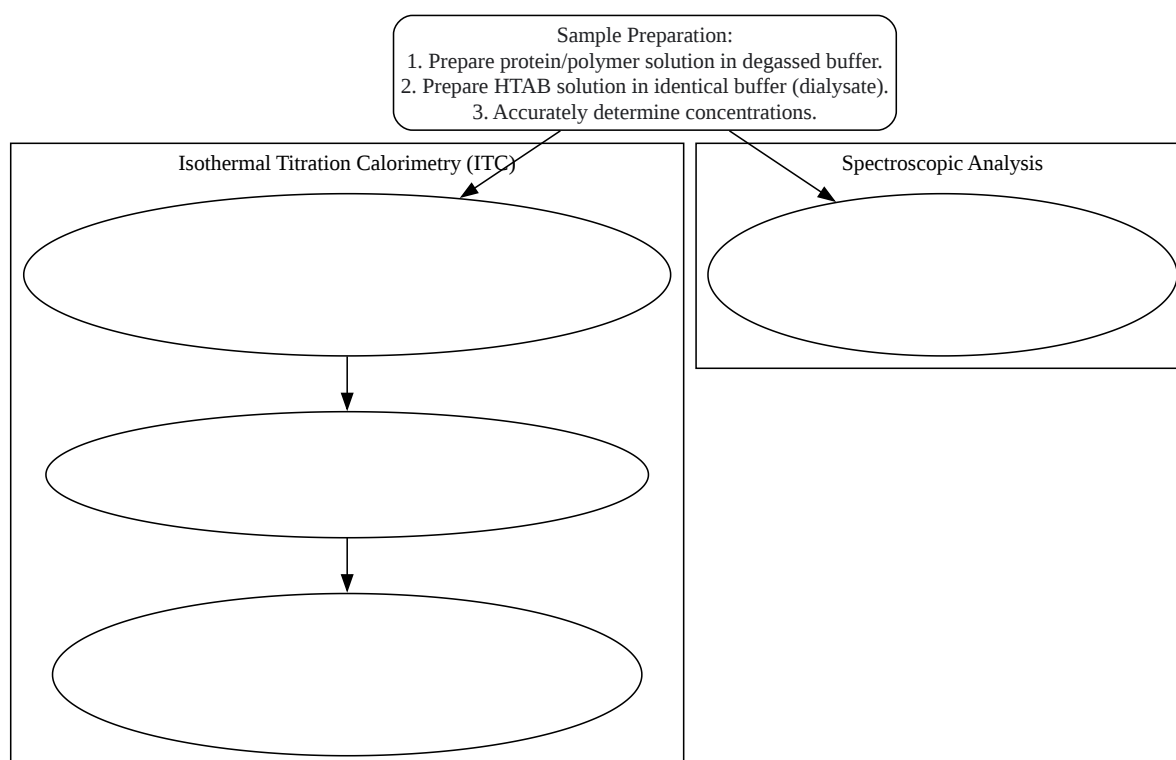 Sample Preparation:
1. Prepare protein/polymer solution in degassed buffer.
2. Prepare HTAB solution in identical buffer (dialysate).
3. Accurately determine concentrations.
Isothermal Titration Calorimetry (ITC)
Spectroscopic Analysis